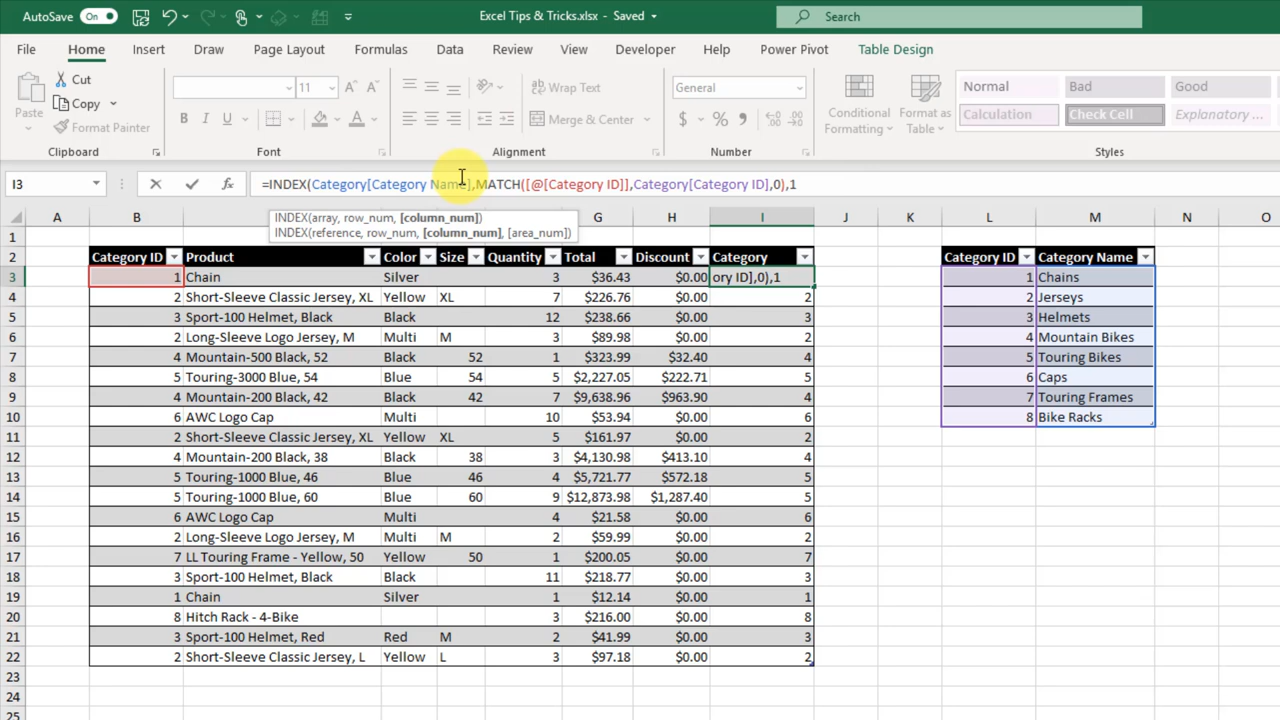 AutoSave On Excel Tips & Tricks.xlsx - Saved Search
File Home Insert Draw Page Layout Formulas Data Review View Developer Help Power Pivot Table Design
Paste Cut Copy Format Painter Clipboard
11 B I U A A A Font
Wrap Text Merge & Center Alignment
General $ % Number
Conditional Formatting Format as Table
Normal Bad Good
Calculation Check Cell Explanatory ...
Styles
I3 fx =INDEX(Category[Category Name],MATCH([@[Category ID]],Category[Category ID],0),1
INDEX(array, row_num, [column_num])
INDEX(reference, row_num, [column_num], [area_num])
A B G H I J K L M N O
1
2 Category ID Product Color Size Quantity Total Discount Category Category ID Category Name
3 1 Chain Silver 3 $36.43 $0.00 ory ID],0),1 1 Chains
4 2 Short-Sleeve Classic Jersey, XL Yellow XL 7 $226.76 $0.00 2 2 Jerseys
5 3 Sport-100 Helmet, Black Black 12 $238.66 $0.00 3 3 Helmets
6 2 Long-Sleeve Logo Jersey, M Multi M 3 $89.98 $0.00 2 4 Mountain Bikes
7 4 Mountain-500 Black, 52 Black 52 $323.99 $32.40 4 5 Touring Bikes
8 5 Touring-3000 Blue, 54 Blue 54 5 $2,227.05 $222.71 5 6 Caps
9 4 Mountain-200 Black, 42 Black 42 7 $9,638.96 $963.90 4 7 Touring Frames
10 6 AWC Logo Cap Multi 10 $53.94 $0.00 6 8 Bike Racks
11 2 Short-Sleeve Classic Jersey, XL Yellow XL 5 $161.97 $0.00 2
12 4 Mountain-200 Black, 38 Black 38 3 $4,130.98 $413.10 4
13 5 Touring-1000 Blue, 46 Blue 46 4 $5,721.77 $572.18 5
14 5 Touring-1000 Blue, 60 Blue 60 9 $12,873.98 $1,287.40 5
15 6 AWC Logo Cap Multi 4 $21.58 $0.00 6
16 2 Long-Sleeve Logo Jersey, M Multi M 2 $59.99 $0.00 2
17 7 LL Touring Frame - Yellow, 50 Yellow 50 1 $200.05 $0.00 7
18 3 Sport-100 Helmet, Black Black 11 $218.77 $0.00 3
19 1 Chain Silver 1 $12.14 $0.00 1
20 8 Hitch Rack - 4-Bike 3 $216.00 $0.00 8
21 3 Sport-100 Helmet, Red Red M 2 $41.99 $0.00 3
22 2 Short-Sleeve Classic Jersey, L Yellow L 3 $97.18 $0.00 2
23
24
25